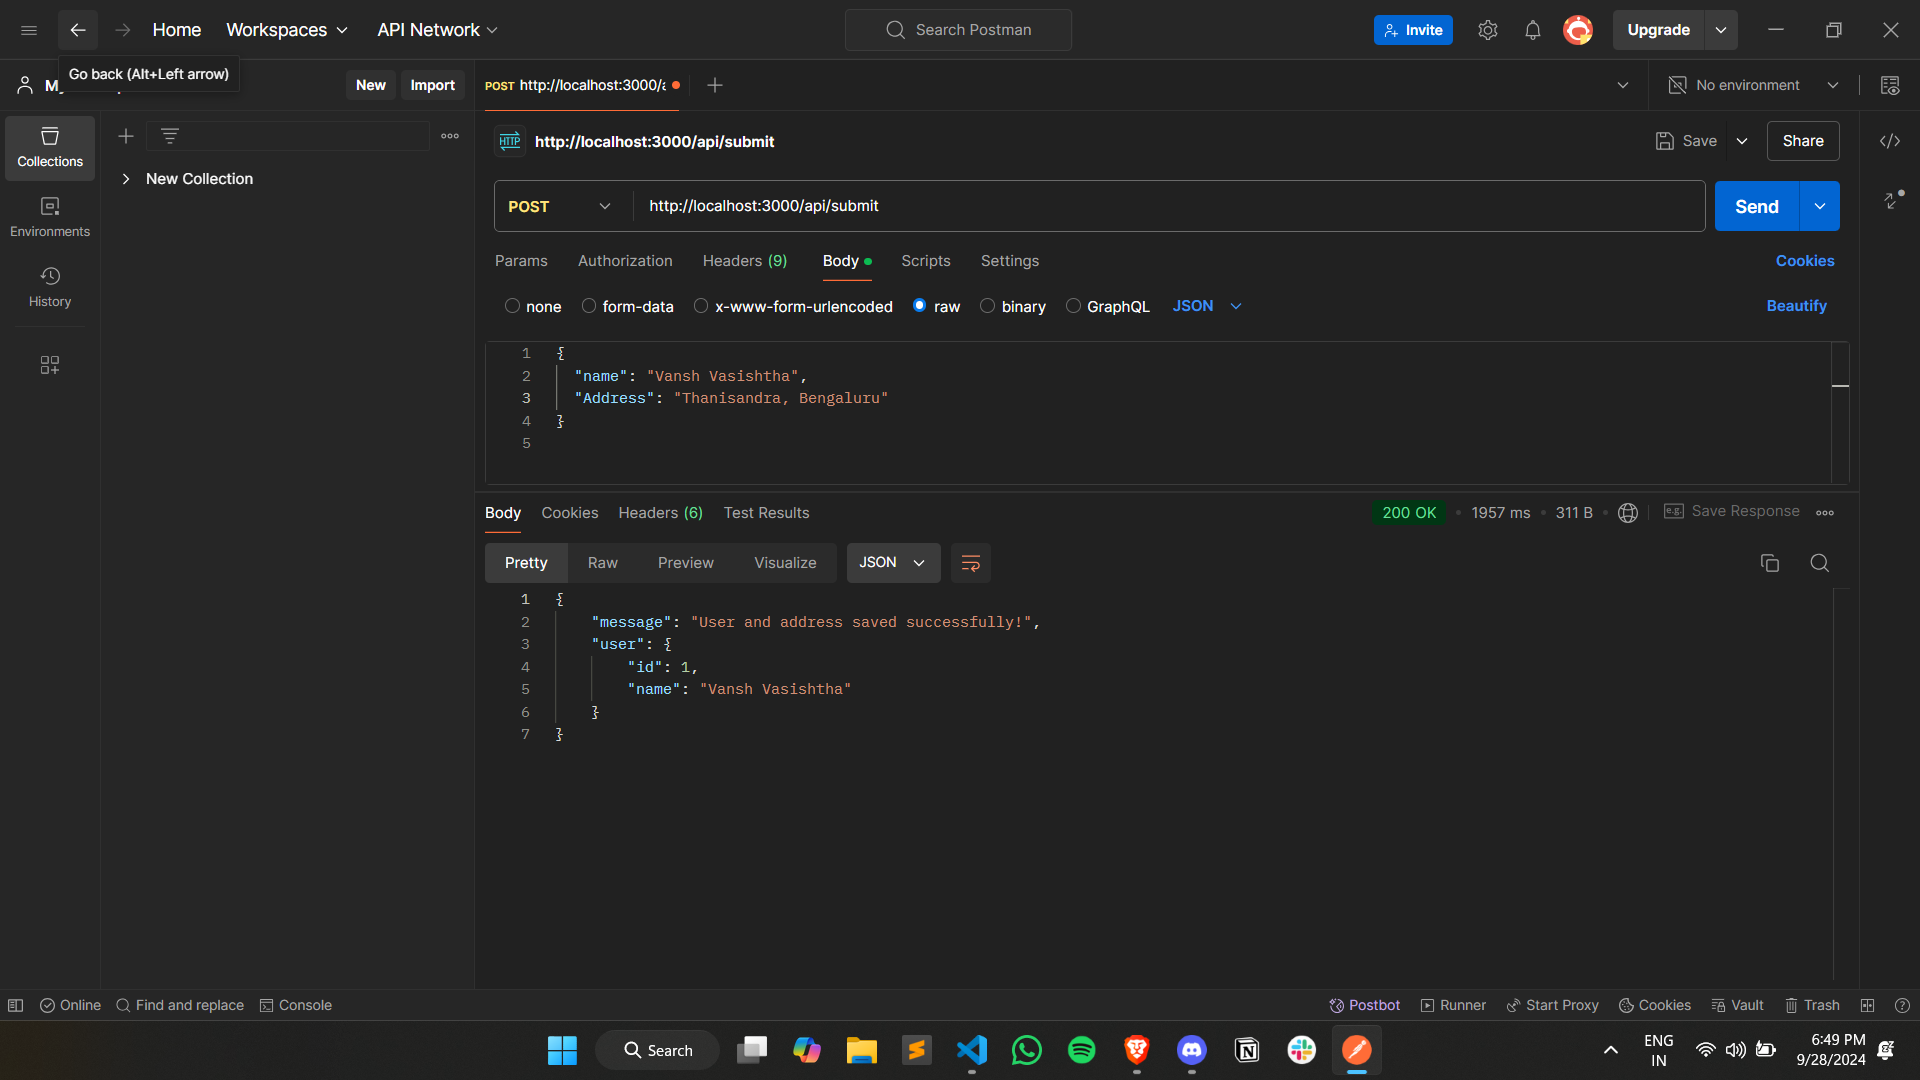 Home
Workspaces
API Network
Search Postman
Invite
Upgrade
Go back (Alt+Left arrow)
New
Import
POST http://localhost:3000/a
No environment
Collections
New Collection
HTTP
http://localhost:3000/api/submit
Save
Share
Environments
POST
http://localhost:3000/api/submit
Send
History
Params
Authorization
Headers (9)
Body
Scripts
Settings
Cookies
none
form-data
x-www-form-urlencoded
raw
binary
GraphQL
JSON
Beautify
1 {
2 "name": "Vansh Vasishtha",
3 "Address": "Thanisandra, Bengaluru"
4 }
5
Body
Cookies
Headers (6)
Test Results
200 OK
1957 ms
311 B
e.g. Save Response
Pretty
Raw
Preview
Visualize
JSON
1 {
2 "message": "User and address saved successfully!",
3 "user": {
4 "id": 1,
5 "name": "Vansh Vasishtha"
6 }
7 }
Online
Find and replace
Console
Postbot
Runner
Start Proxy
Cookies
Vault
Trash
Search
ENG
IN
6:49 PM
9/28/2024